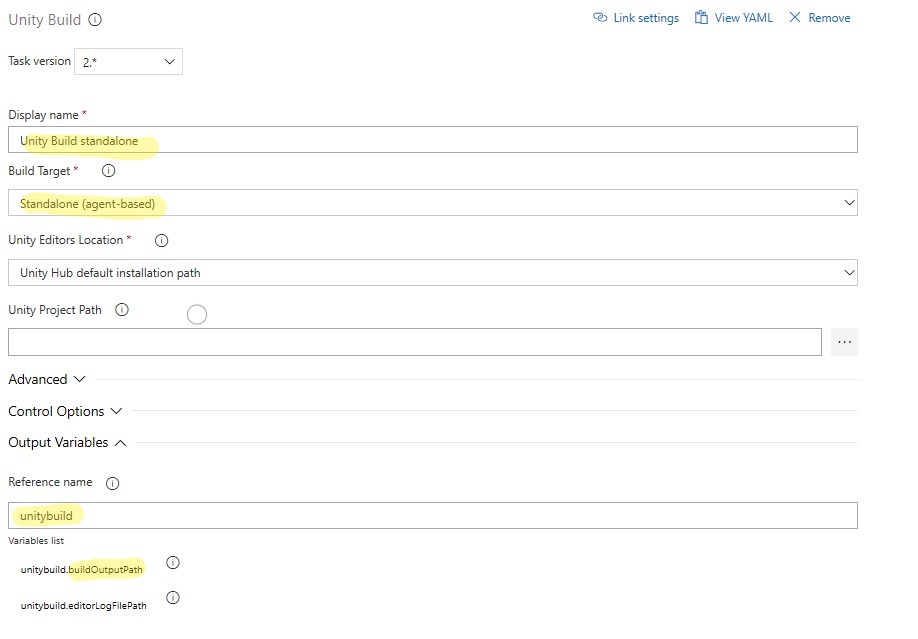 Unity Build
Link settings
View YAML
Remove
Task version
2.*
Display name *
Unity Build standalone
Build Target *
Standalone (agent-based)
Unity Editors Location *
Unity Hub default installation path
Unity Project Path
...
Advanced
Control Options
Output Variables
Reference name
unitybuild
Variables list
unitybuild.buildOutputPath
unitybuild.editorLogFilePath